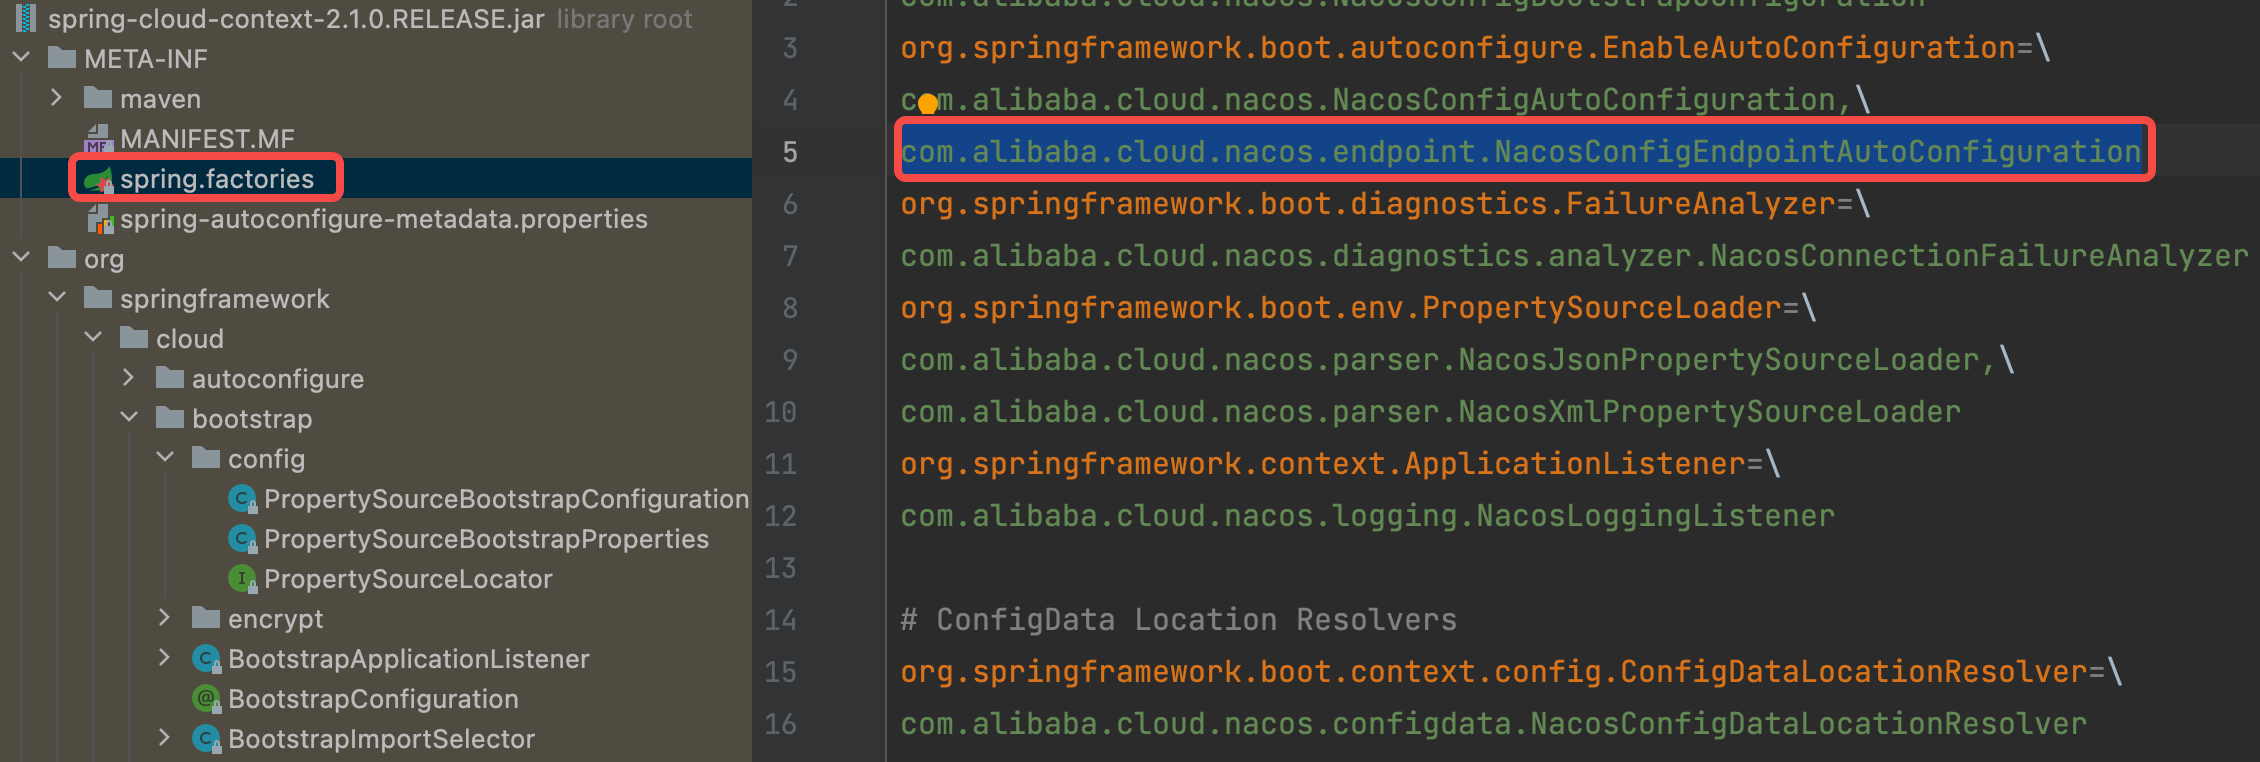 spring-cloud-context-2.1.0.RELEASE.jar library root
META-INF
maven
MANIFEST.MF
spring.factories
spring-autoconfigure-metadata.properties
org
springframework
cloud
autoconfigure
bootstrap
config
PropertySourceBootstrapConfiguration
PropertySourceBootstrapProperties
PropertySourceLocator
encrypt
BootstrapApplicationListener
BootstrapConfiguration
BootstrapImportSelector
2 com.alibaba.cloud.nacos.NacosConfigBootstrapConfiguration
3 org.springframework.boot.autoconfigure.EnableAutoConfiguration=\
4 com.alibaba.cloud.nacos.NacosConfigAutoConfiguration,\
5 com.alibaba.cloud.nacos.endpoint.NacosConfigEndpointAutoConfiguration
6 org.springframework.boot.diagnostics.FailureAnalyzer=\
7 com.alibaba.cloud.nacos.diagnostics.analyzer.NacosConnectionFailureAnalyzer
8 org.springframework.boot.env.PropertySourceLoader=\
9 com.alibaba.cloud.nacos.parser.NacosJsonPropertySourceLoader,\
10 com.alibaba.cloud.nacos.parser.NacosXmlPropertySourceLoader
11 org.springframework.context.ApplicationListener=\
12 com.alibaba.cloud.nacos.logging.NacosLoggingListener
13
14 # ConfigData Location Resolvers
15 org.springframework.boot.context.config.ConfigDataLocationResolver=\
16 com.alibaba.cloud.nacos.configdata.NacosConfigDataLocationResolver